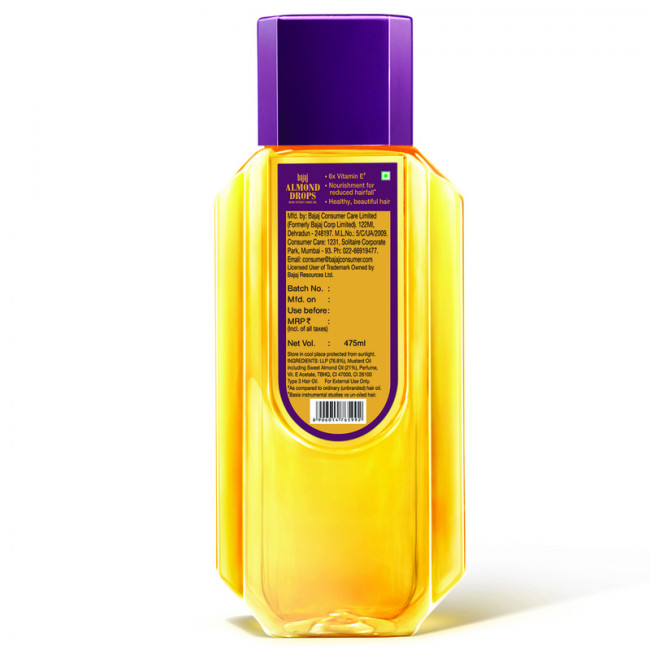 bajaj
ALMOND
DROPS
• 6x Vitamin E#
• Nourishment for
reduced hairfall*
• Healthy, beautiful hair
Mfd. by: Bajaj Consumer Care Limited
(Formerly Bajaj Corp Limited). 122MI,
Dehradun - 248197. M.L.No.: 5/C/UA/2009.
Consumer Care: 1231, Solitaire Corporate
Park, Mumbai - 93. Ph: 022-66919477.
Email: consumer@bajajconsumer.com
Licensed User of Trademark Owned by
Bajaj Resources Ltd.
Batch No. :
Mfd. on :
Use before:
MRP ₹ :
(Incl. of all taxes)
Net Vol. : 475ml
Store in cool place protected from sunlight.
INGREDIENTS: LLP (76.8%), Mustard Oil
including Sweet Almond Oil (21%), Perfume,
Vit. E Acetate, TBHQ, CI 47000, CI 26100
Type 3 Hair Oil. For External Use Only.
#As compared to ordinary (unbranded) hair oil.
*Basis instrumental studies vs un-oiled hair.